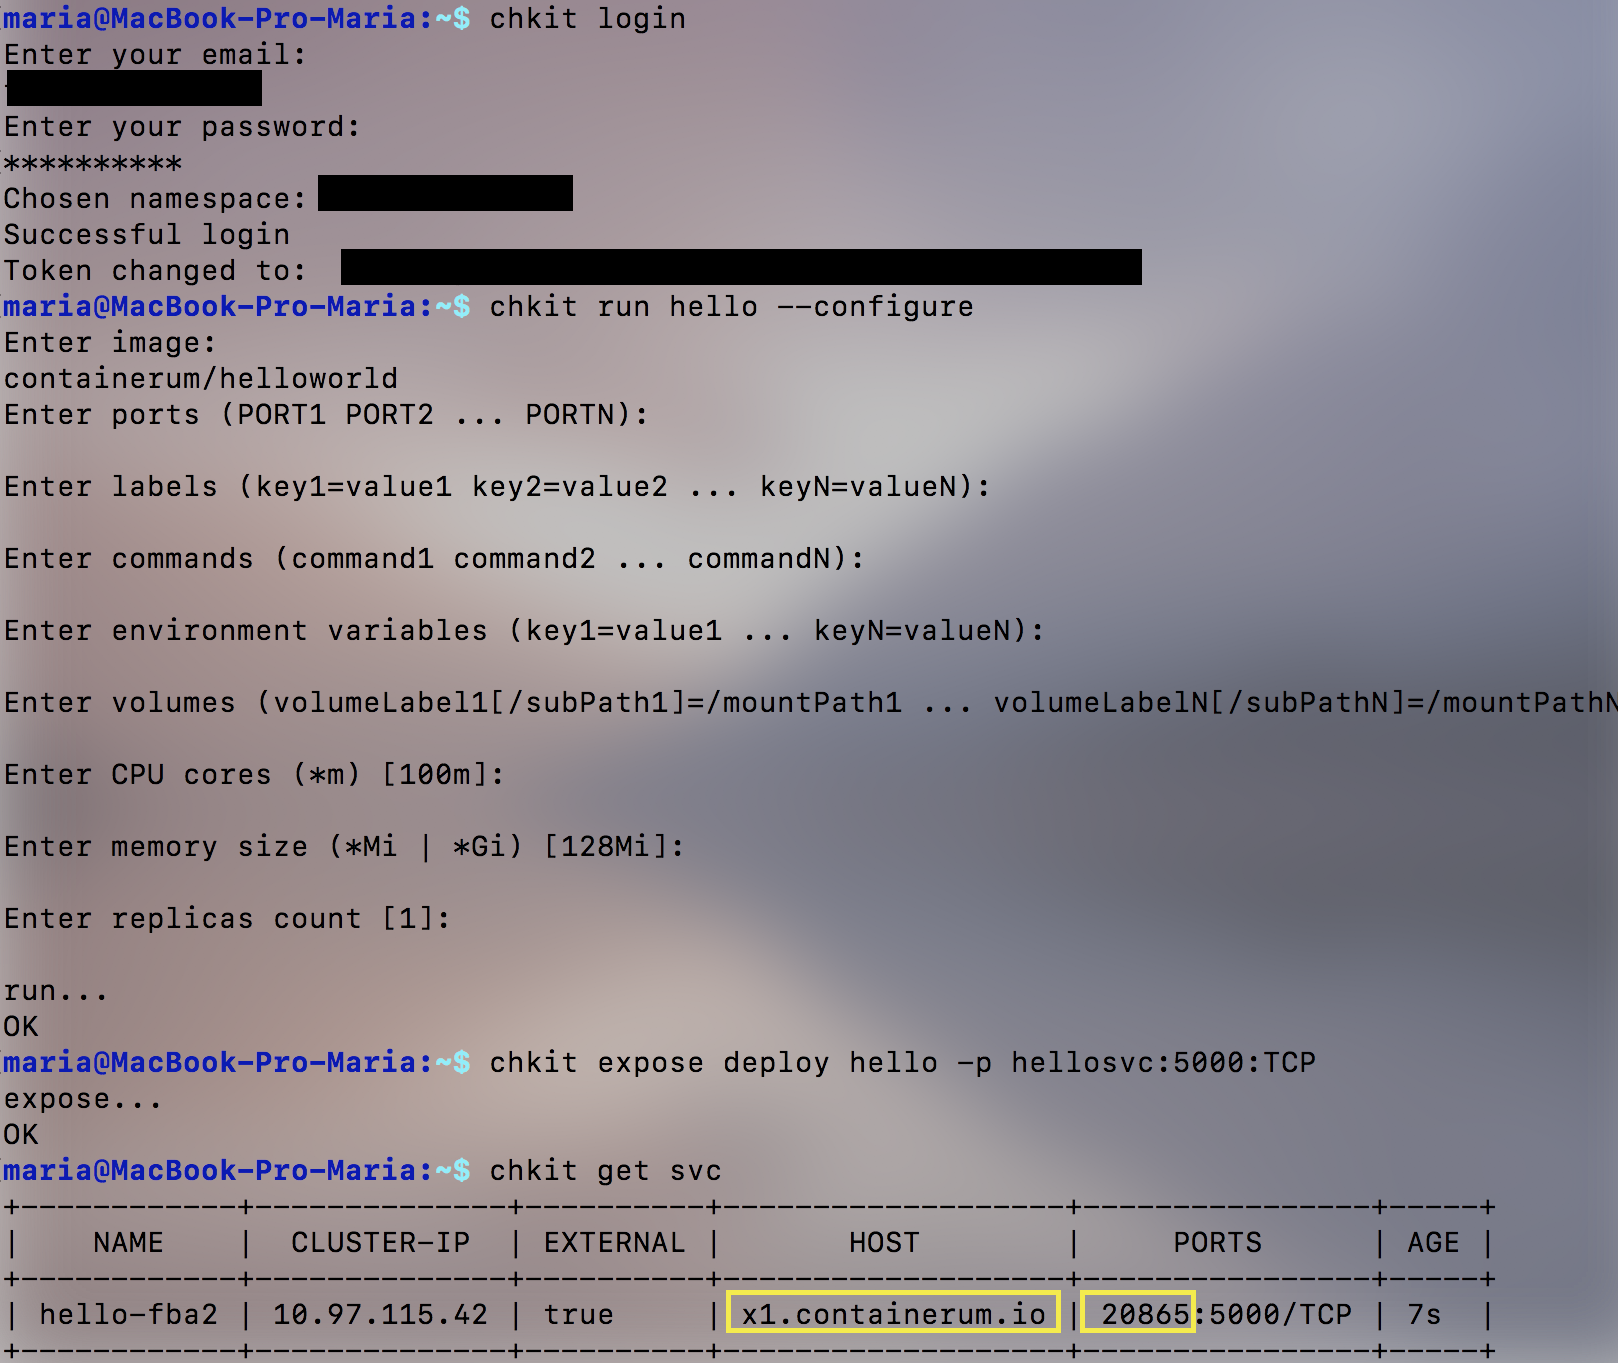 maria@MacBook-Pro-Maria:~$ chkit login
Enter your email:
Enter your password:
**********
Chosen namespace:
Successful login
Token changed to:
maria@MacBook-Pro-Maria:~$ chkit run hello --configure
Enter image:
containerum/helloworld
Enter ports (PORT1 PORT2 ... PORTN):
Enter labels (key1=value1 key2=value2 ... keyN=valueN):
Enter commands (command1 command2 ... commandN):
Enter environment variables (key1=value1 ... keyN=valueN):
Enter volumes (volumeLabel1[/subPath1]=/mountPath1 ... volumeLabelN[/subPathN]=/mountPathN
Enter CPU cores (*m) [100m]:
Enter memory size (*Mi | *Gi) [128Mi]:
Enter replicas count [1]:
run...
OK
maria@MacBook-Pro-Maria:~$ chkit expose deploy hello -p hellosvc:5000:TCP
expose...
OK
maria@MacBook-Pro-Maria:~$ chkit get svc
+------------+--------------+----------+-------------------+----------------+-----+
| NAME | CLUSTER-IP | EXTERNAL | HOST | PORTS | AGE |
+------------+--------------+----------+-------------------+----------------+-----+
| hello-fba2 | 10.97.115.42 | true | x1.containerum.io | 20865:5000/TCP | 7s |
+------------+--------------+----------+-------------------+----------------+-----+